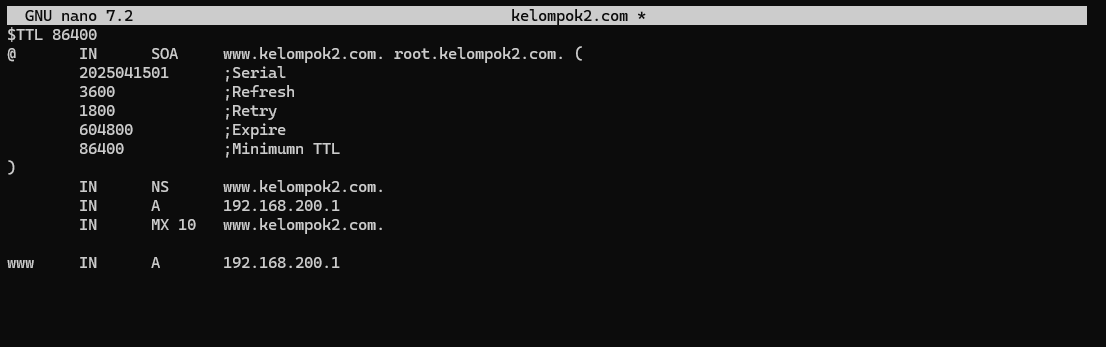 GNU nano 7.2 kelompok2.com *
$TTL 86400
@ IN SOA www.kelompok2.com. root.kelompok2.com. (
2025041501 ;Serial
3600 ;Refresh
1800 ;Retry
604800 ;Expire
86400 ;Minimumn TTL
)
IN NS www.kelompok2.com.
IN A 192.168.200.1
IN MX 10 www.kelompok2.com.
www IN A 192.168.200.1